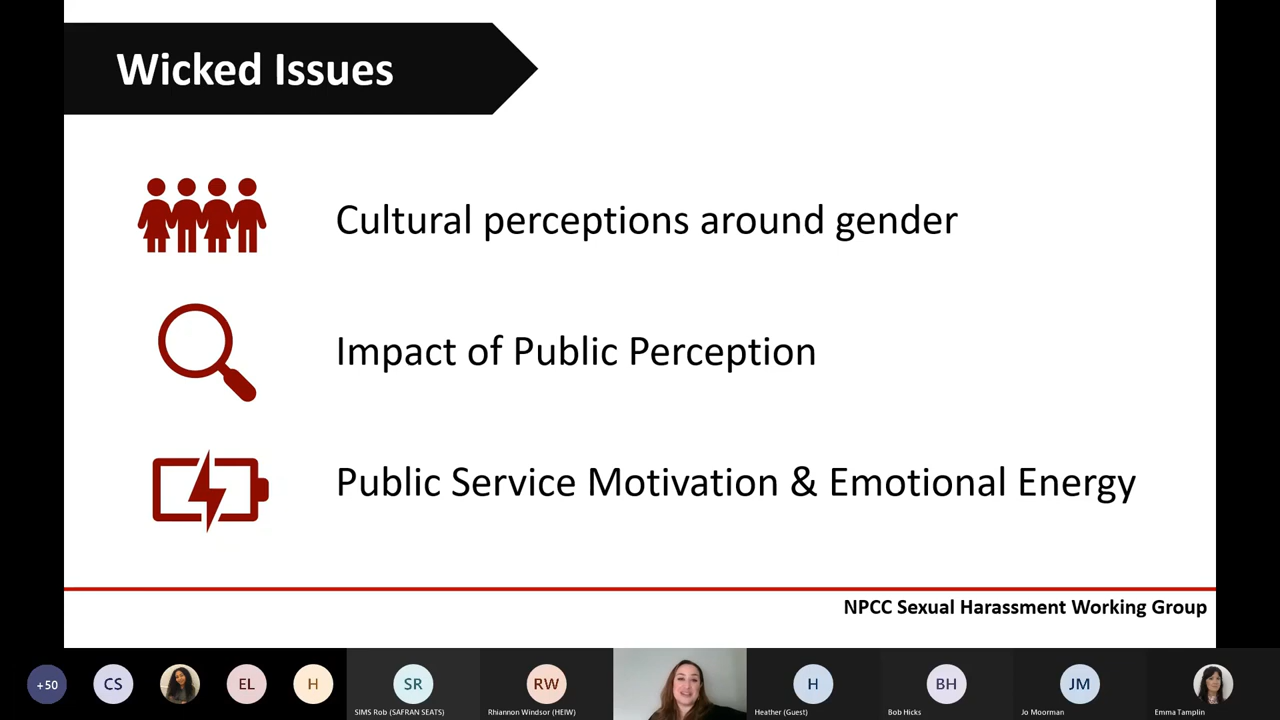 Wicked Issues
Cultural perceptions around gender
Impact of Public Perception
Public Service Motivation & Emotional Energy
NPCC Sexual Harassment Working Group
+50
CS
EL
H
SR
RW
H
BH
JM
SIMS Rob (SAFRAN SEATS)
Rhiannon Windsor (HEIW)
Heather (Guest)
Bob Hicks
Jo Moorman
Emma Tamplin